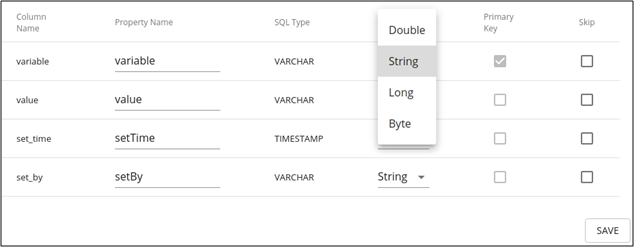 Column Name
Property Name
SQL Type
Primary Key
Skip
Double
variable
variable
VARCHAR
String
value
value
VARCHAR
Long
set_time
setTime
TIMESTAMP
Byte
set_by
setBy
VARCHAR
String
SAVE